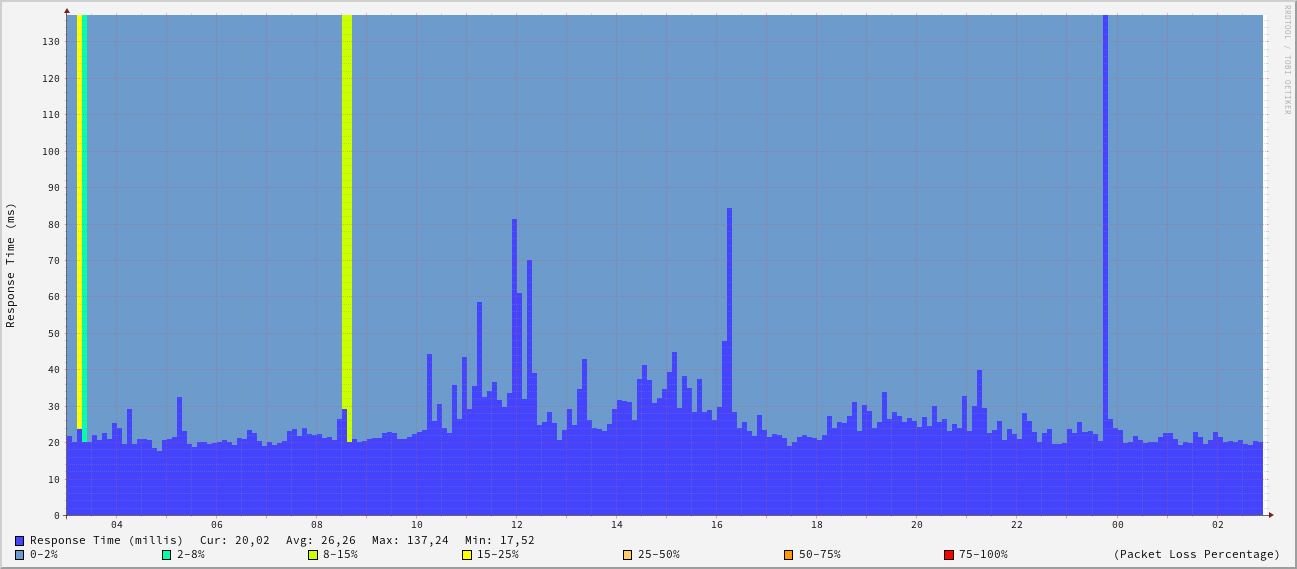 RRDTOOL / TOBI OETIKER
Response Time (ms)
130
120
110
100
90
80
70
60
50
40
30
20
10
0
04 06 08 10 12 14 16 18 20 22 00 02
Response Time (millis) Cur: 20,02 Avg: 26,26 Max: 137,24 Min: 17,52
0-2% 2-8% 8-15% 15-25% 25-50% 50-75% 75-100% (Packet Loss Percentage)